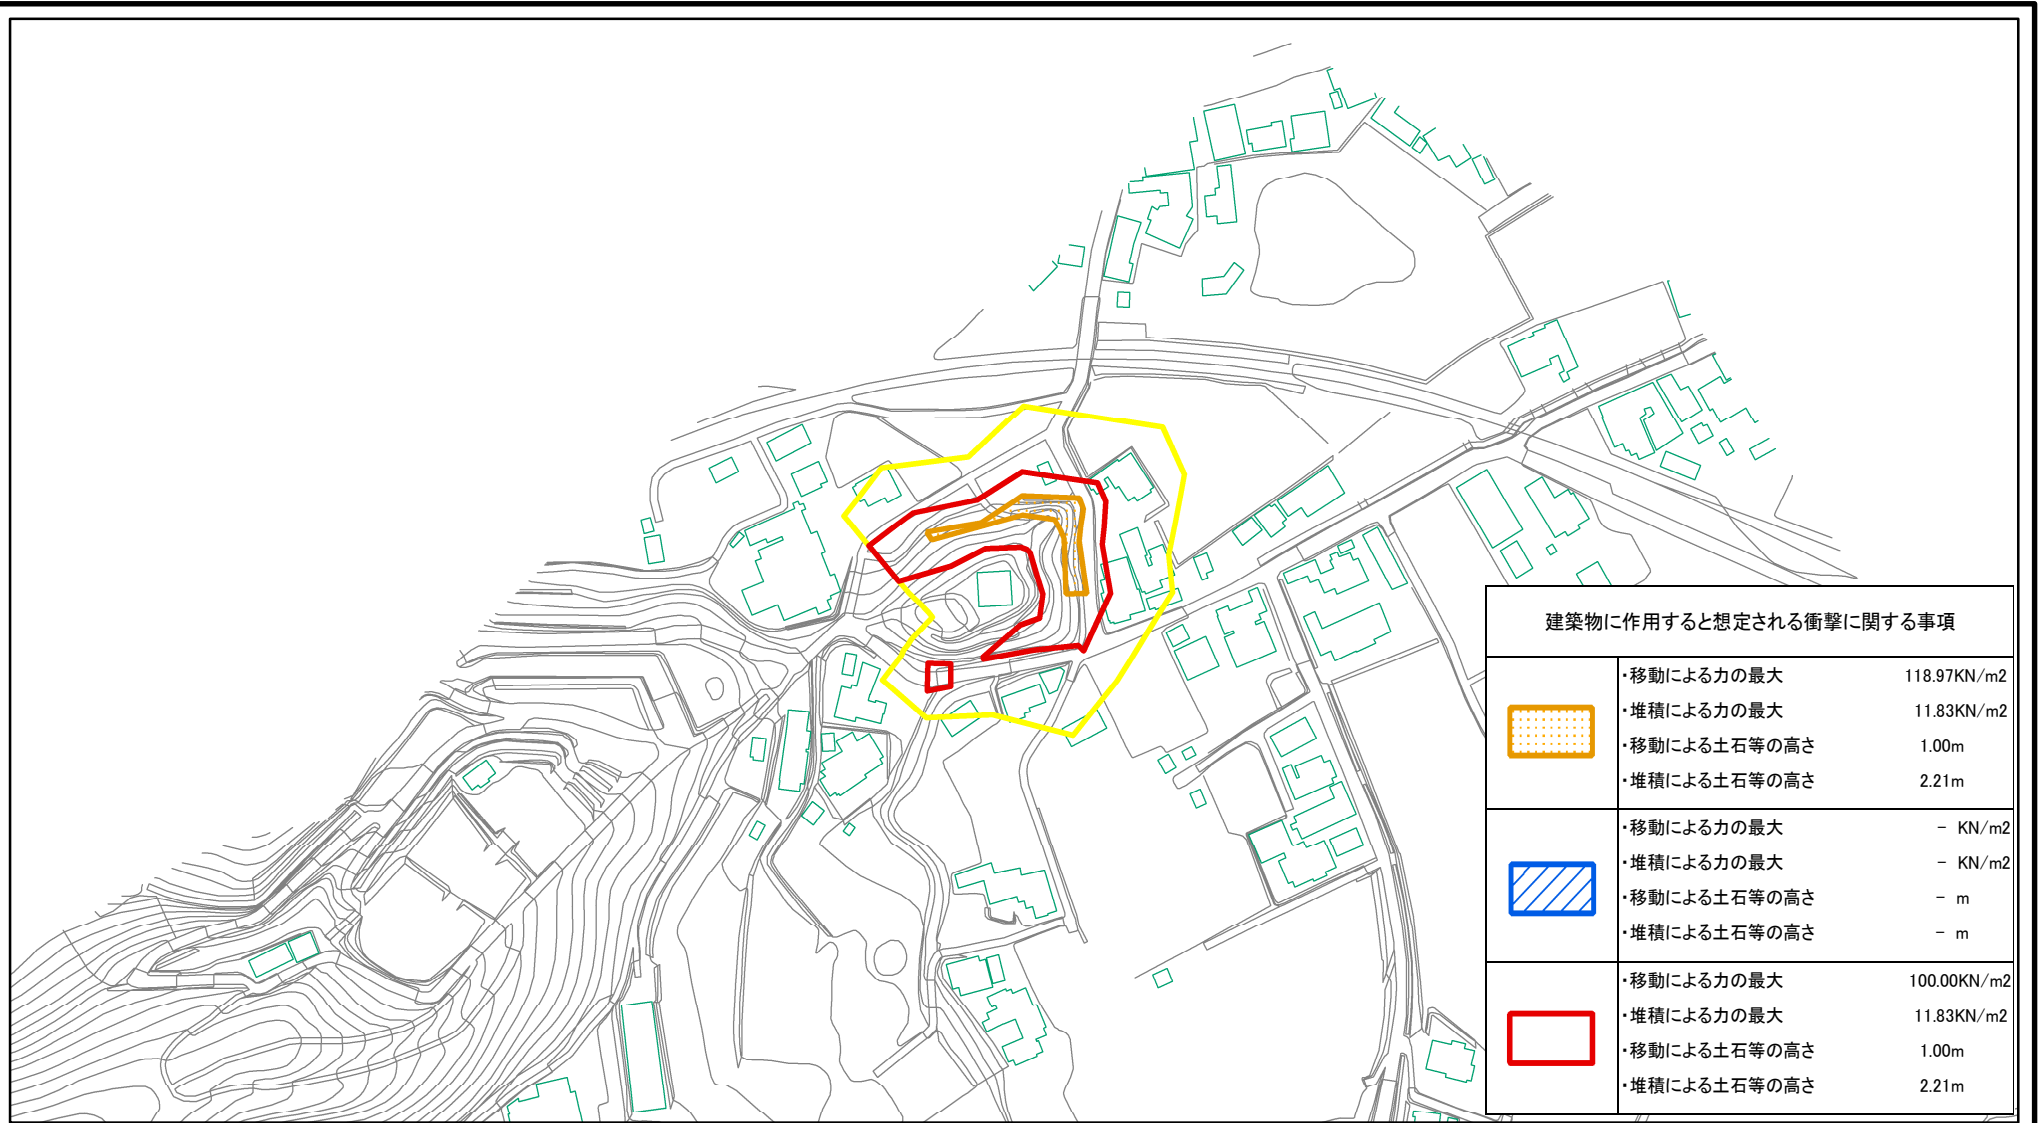 建築物に作用すると想定される衝撃に関する事項
・移動による力の最大 118.97KN/m2
・堆積による力の最大 11.83KN/m2
・移動による土石等の高さ 1.00m
・堆積による土石等の高さ 2.21m
・移動による力の最大 － KN/m2
・堆積による力の最大 － KN/m2
・移動による土石等の高さ － m
・堆積による土石等の高さ － m
・移動による力の最大 100.00KN/m2
・堆積による力の最大 11.83KN/m2
・移動による土石等の高さ 1.00m
・堆積による土石等の高さ 2.21m